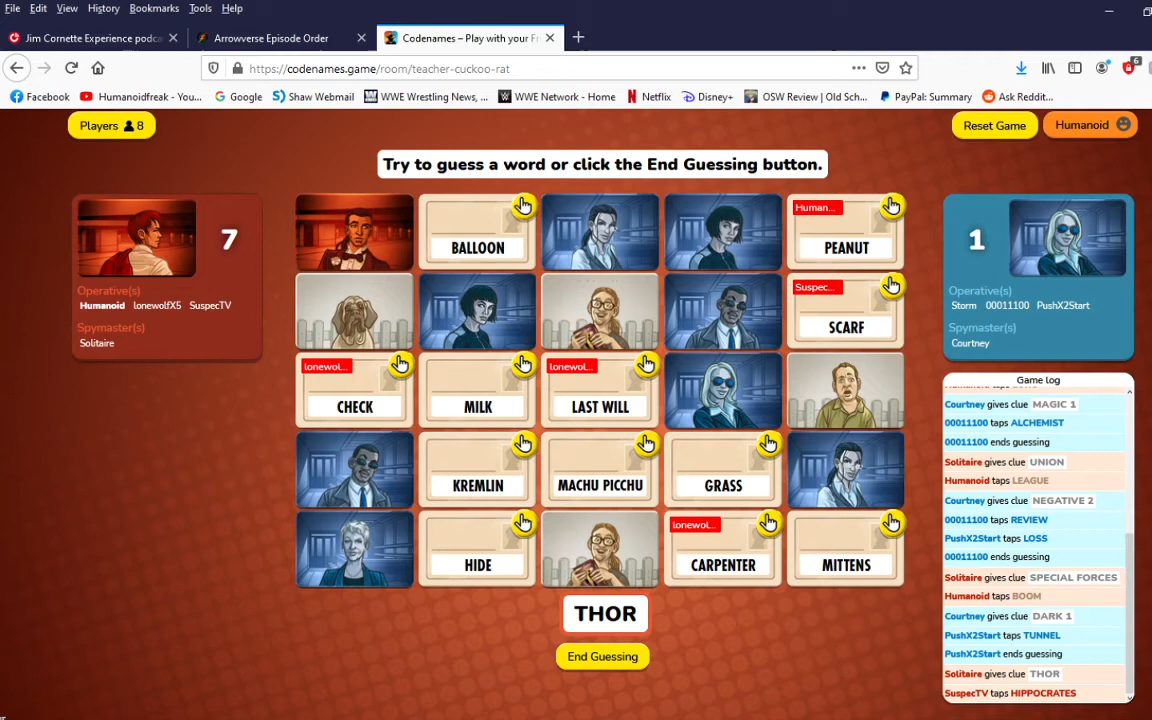 File Edit View History Bookmarks Tools Help
Jim Cornette Experience podca
Arrowverse Episode Order
Codenames – Play with your Fr
https://codenames.game/room/teacher-cuckoo-rat
6
Facebook
Humanoidfreak - You...
Google
Shaw Webmail
WWE Wrestling News, ...
WWE Network - Home
Netflix
Disney+
OSW Review | Old Sch...
PayPal: Summary
Ask Reddit...
Players 8
Reset Game
Humanoid
Try to guess a word or click the End Guessing button.
7
Operative(s)
Humanoid lonewolfX5 SuspecTV
Spymaster(s)
Solitaire
BALLOON
Human...
PEANUT
Suspec...
SCARF
lonewol...
CHECK
MILK
lonewol...
LAST WILL
KREMLIN
MACHU PICCHU
GRASS
HIDE
lonewol...
CARPENTER
MITTENS
THOR
End Guessing
1
Operative(s)
Storm 00011100 PushX2Start
Spymaster(s)
Courtney
Game log
Courtney gives clue MAGIC 1
00011100 taps ALCHEMIST
00011100 ends guessing
Solitaire gives clue UNION
Humanoid taps LEAGUE
Courtney gives clue NEGATIVE 2
00011100 taps REVIEW
PushX2Start taps LOSS
00011100 ends guessing
Solitaire gives clue SPECIAL FORCES
Humanoid taps BOOM
Courtney gives clue DARK 1
PushX2Start taps TUNNEL
PushX2Start ends guessing
Solitaire gives clue THOR
SuspecTV taps HIPPOCRATES